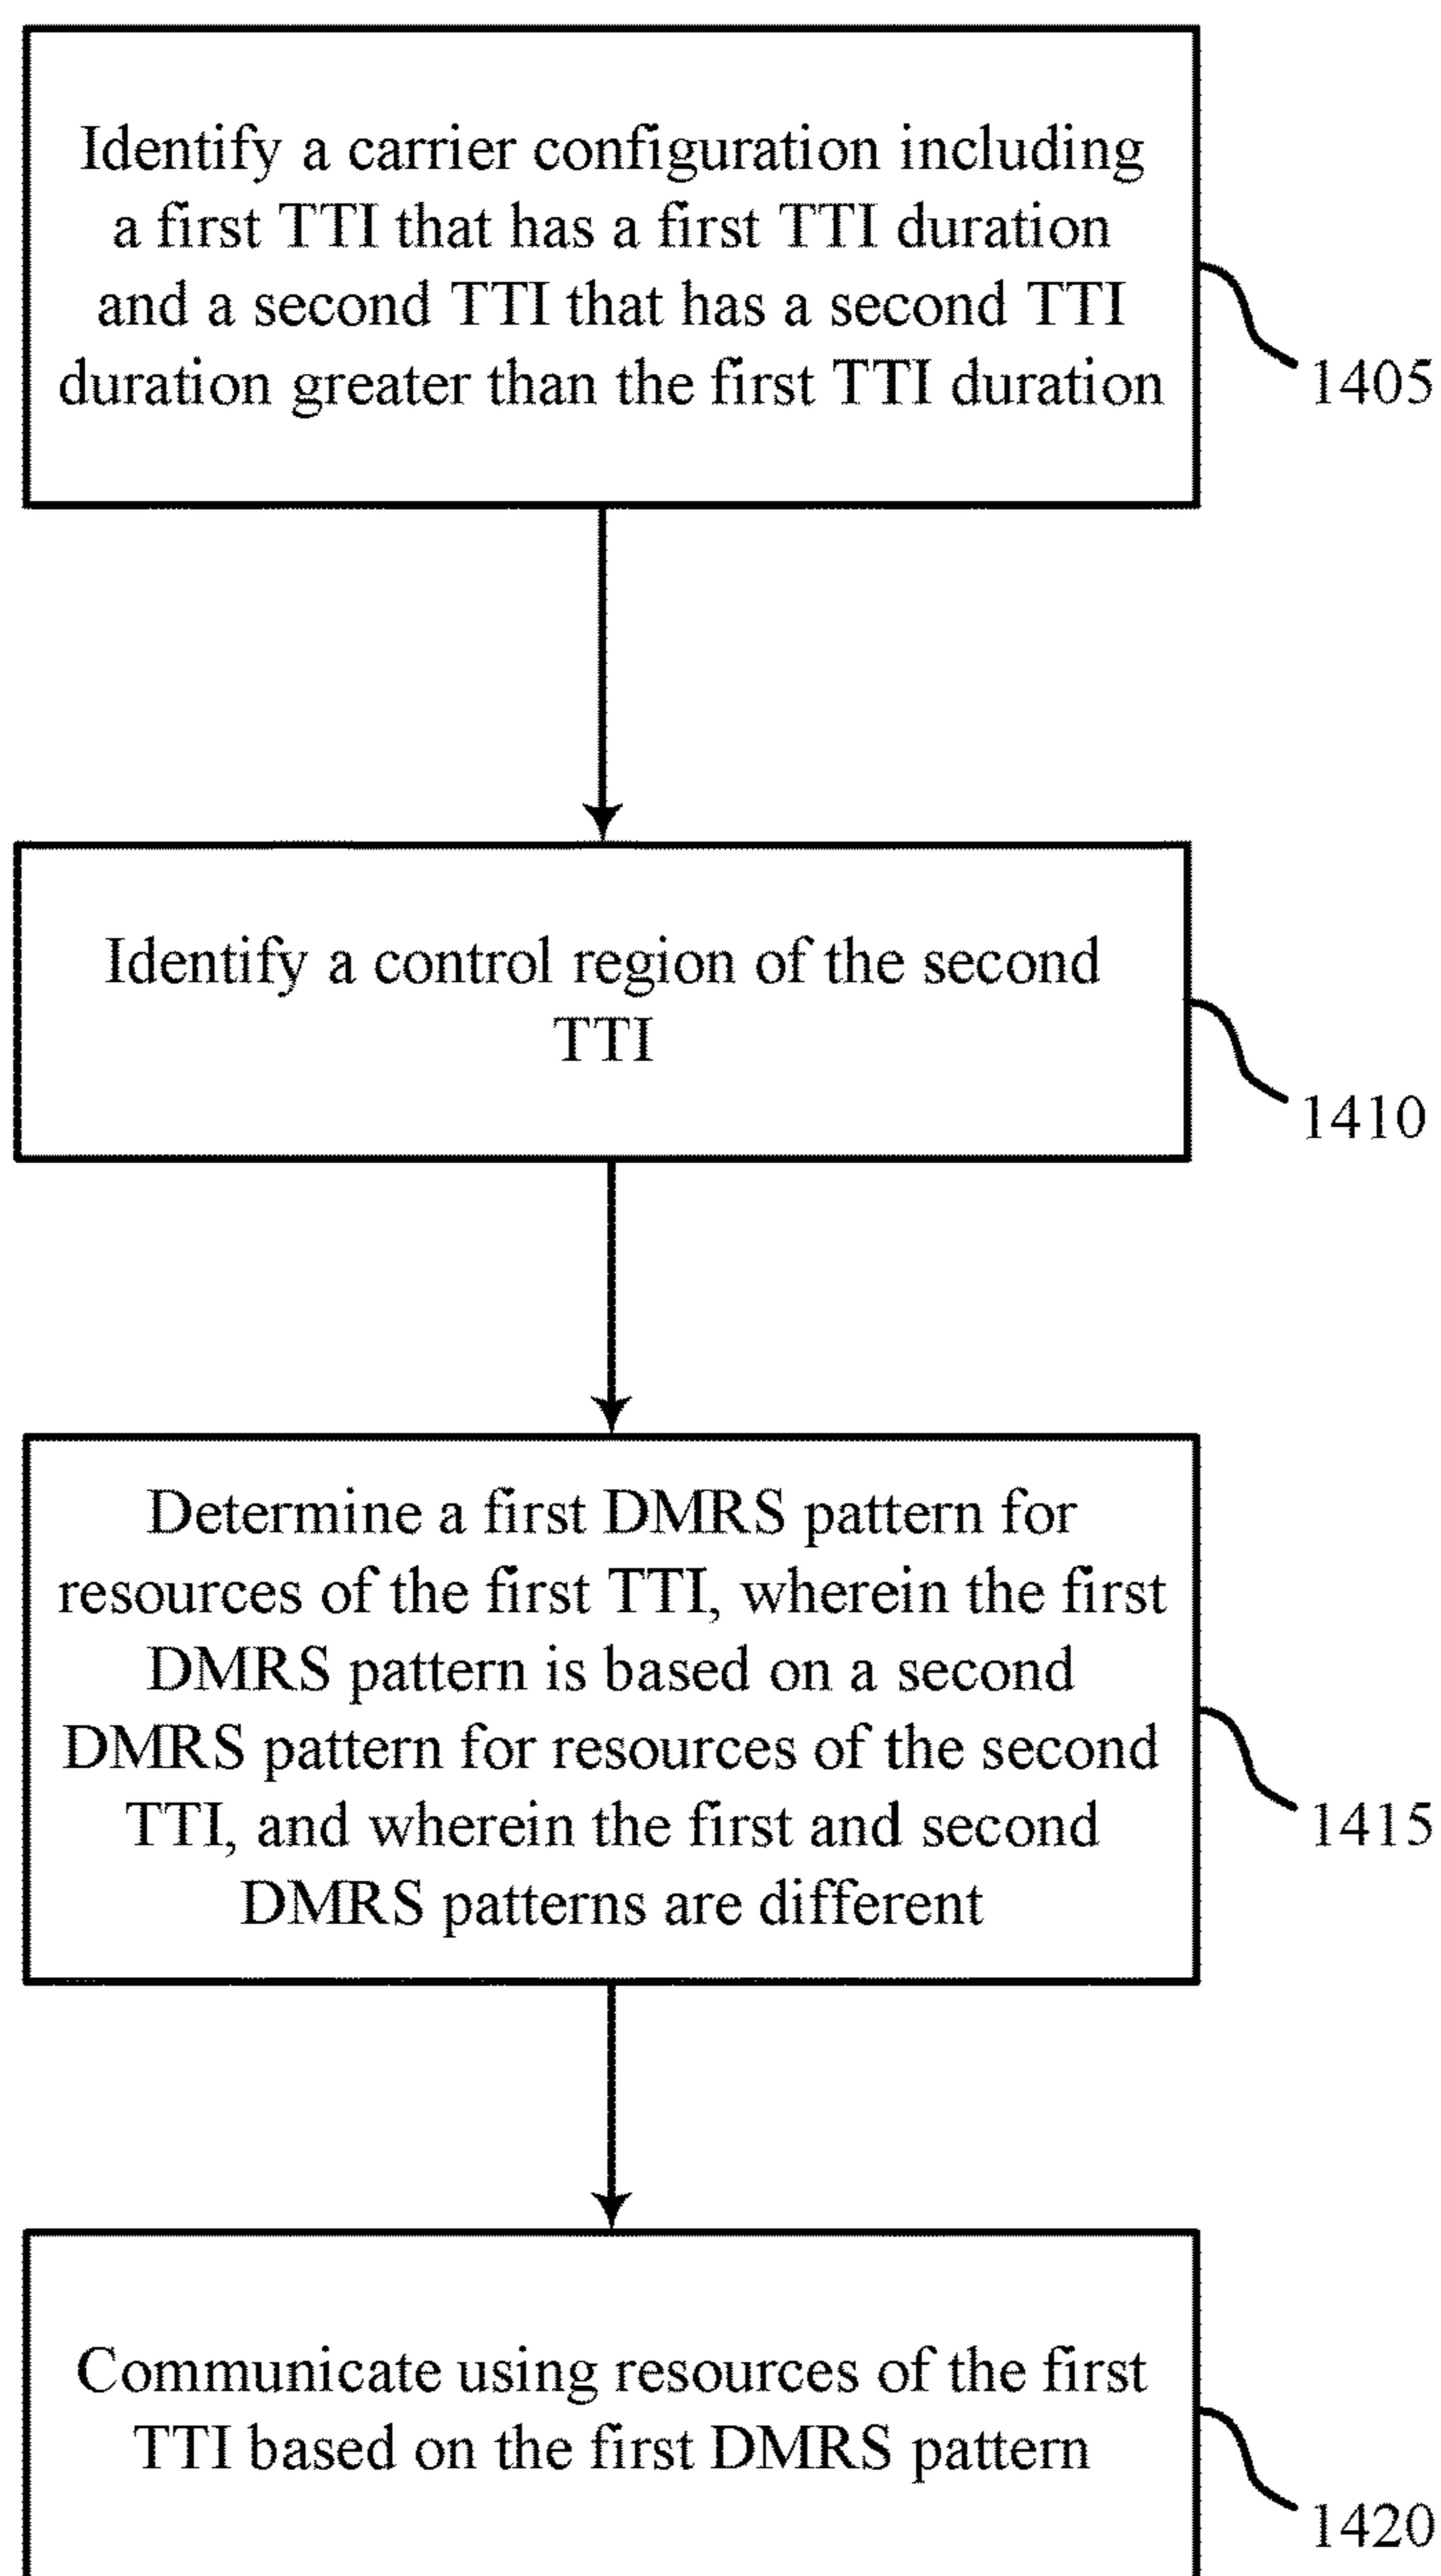 Identify a carrier configuration including
a first TTI that has a first TTI duration
and a second TTI that has a second TTI
duration greater than the first TTI duration
1405
Identify a control region of the second
TTI
1410
Determine a first DMRS pattern for
resources of the first TTI, wherein the first
DMRS pattern is based on a second
DMRS pattern for resources of the second
TTI, and wherein the first and second
DMRS patterns are different
1415
Communicate using resources of the first
TTI based on the first DMRS pattern
1420